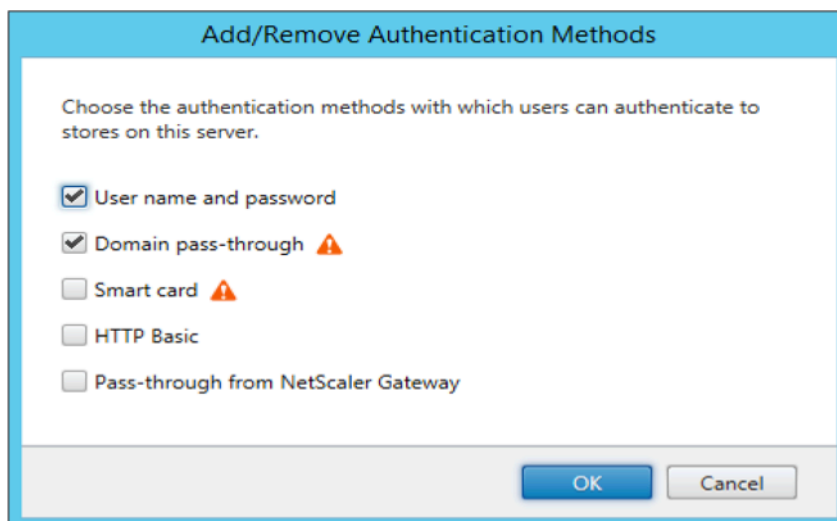 Add/Remove Authentication Methods
Choose the authentication methods with which users can authenticate to
stores on this server.
User name and password
Domain pass-through
Smart card
HTTP Basic
Pass-through from NetScaler Gateway
OK
Cancel